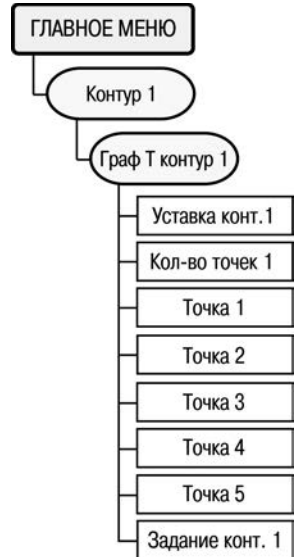 ГЛАВНОЕ МЕНЮ
Контур 1
Граф Т контур 1
Уставка конт.1
Кол-во точек 1
Точка 1
Точка 2
Точка 3
Точка 4
Точка 5
Задание конт. 1